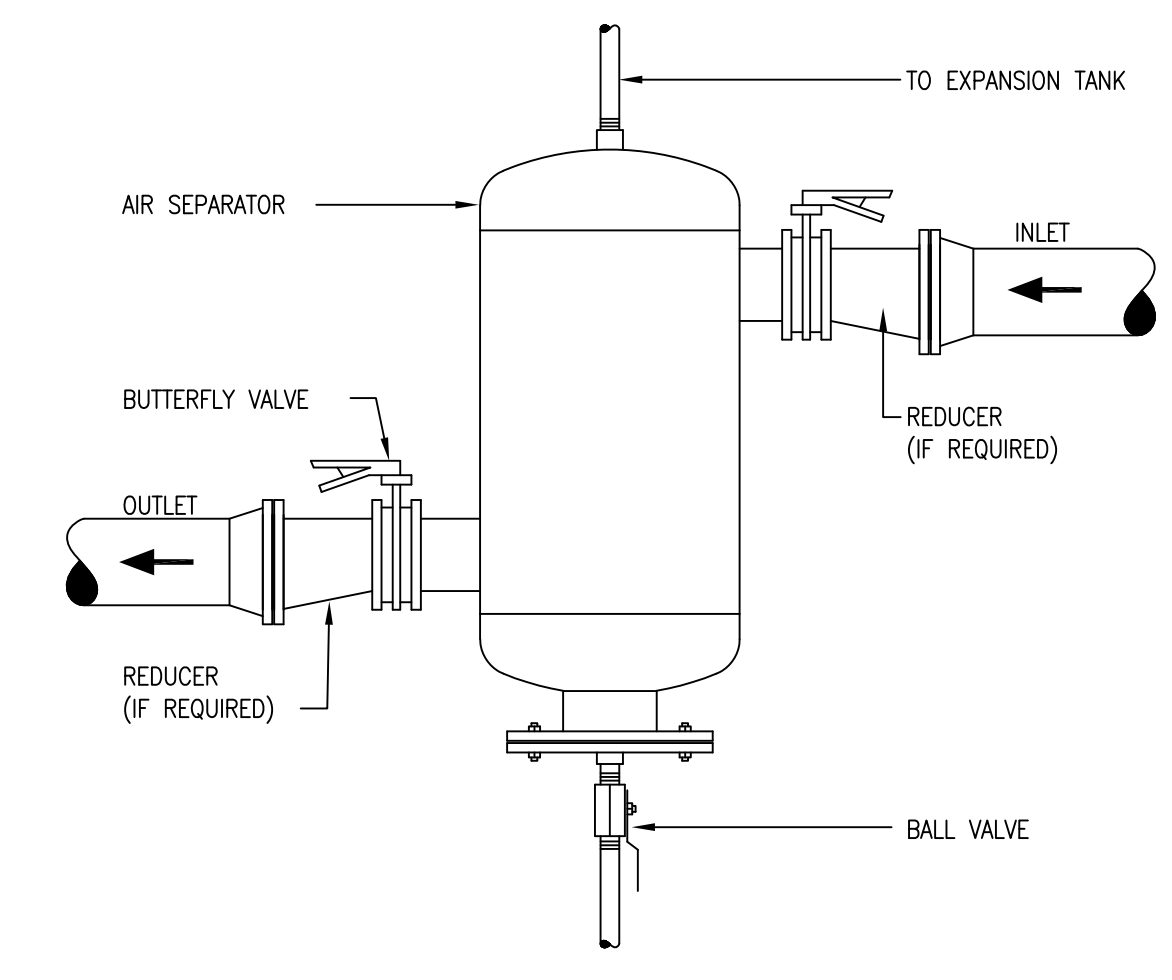 TO EXPANSION TANK
AIR SEPARATOR
INLET
BUTTERFLY VALVE
REDUCER
(IF REQUIRED)
OUTLET
REDUCER
(IF REQUIRED)
BALL VALVE